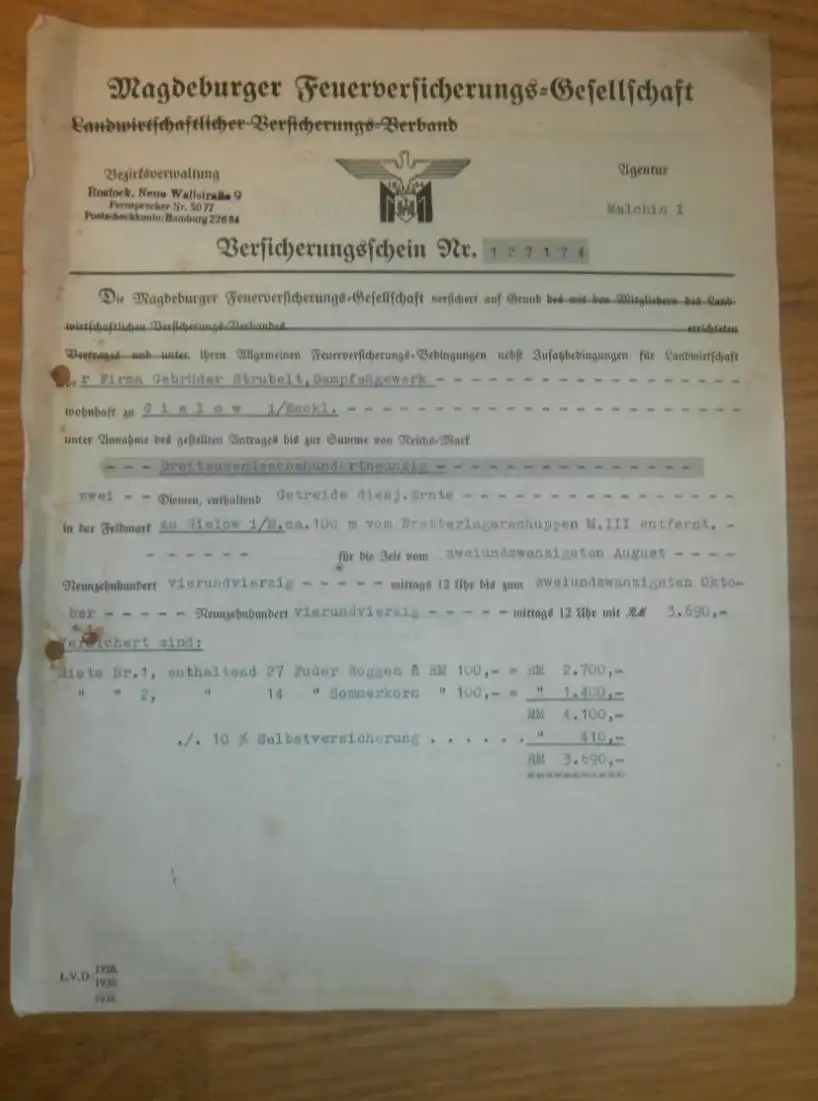 Magdeburger Feuerversicherungs-Gesellschaft
Landwirtschaftlicher Versicherungs-Verband
Bezirksverwaltung
Rostock, Neue Wallstraße 9
Fernsprecher Nr. 5077
Postscheckkonto: Hamburg 22684
1844
Agentur
Malchin I
Versicherungsschein Nr. 127174
Die Magdeburger Feuerversicherungs-Gesellschaft versichert auf Grund des mit den Mitgliedern des Land-
wirtschaftlichen Versicherungs-Verbandes errichteten
Vertrages und unter ihren Allgemeinen Feuerversicherungs-Bedingungen nebst Zusatzbedingungen für Landwirtschaft
der Firma Gebrüder Strubelt, Dampfsägewerk - - - - - - - - - - - - - - - -
wohnhaft zu Gielow i/Meckl. - - - - - - - - - - - - - - - - - - - -
unter Annahme des gestellten Antrages bis zur Summe von Reichs-Mark
- - - Dreitausendsechshundertneunzig - - - - - - - - - - - - - -
zwei - - Diemen, enthaltend Getreide diesj. Ernte - - - - - - - - - - - - - - -
in der Feldmark zu Gielow i/M. ca. 100 m vom Bretterlagerschuppen M.III entfernt. -
- - - - - - für die Zeit vom zweiundzwanzigsten August - - - -
Neunzehnhundert vierundvierzig - - - - - mittags 12 Uhr bis zum zweiundzwanzigsten Okto-
ber - - - - - Neunzehnhundert vierundvierzig - - - - - mittags 12 Uhr mit RM 3.690,-
Versichert sind:
Miete Nr.1, enthaltend 27 Fuder Roggen à RM 100,- = RM 2.700,-
" " 2, " 14 " Sommerkorn " 100,- = " 1.400,-
RM 4.100,-
./. 10 % Selbstversicherung . . . . . . . " 410,-
RM 3.690,-
============
L.V.D. 1928.
1930
1938.